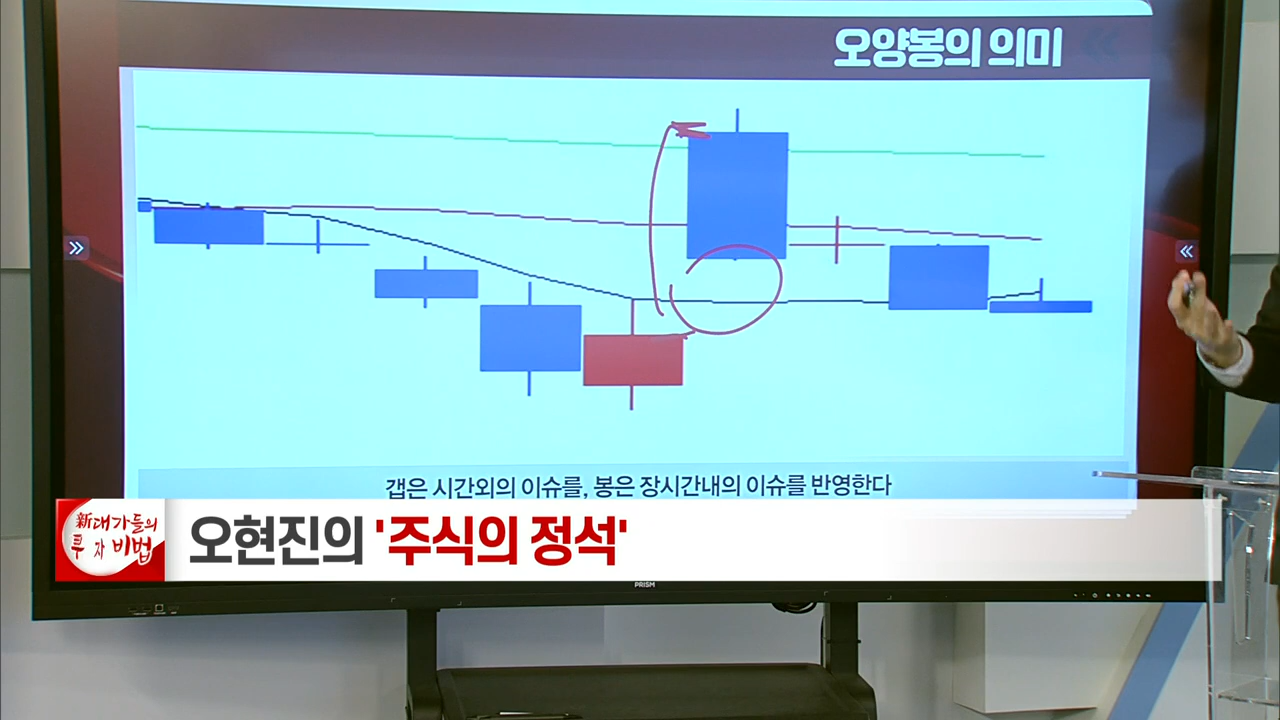 오양봉의 의미
갭은 시간외의 이슈를, 봉은 장시간내의 이슈를 반영한다
新대가들의
투자 비법
오현진의 '주식의 정석'
PRISM